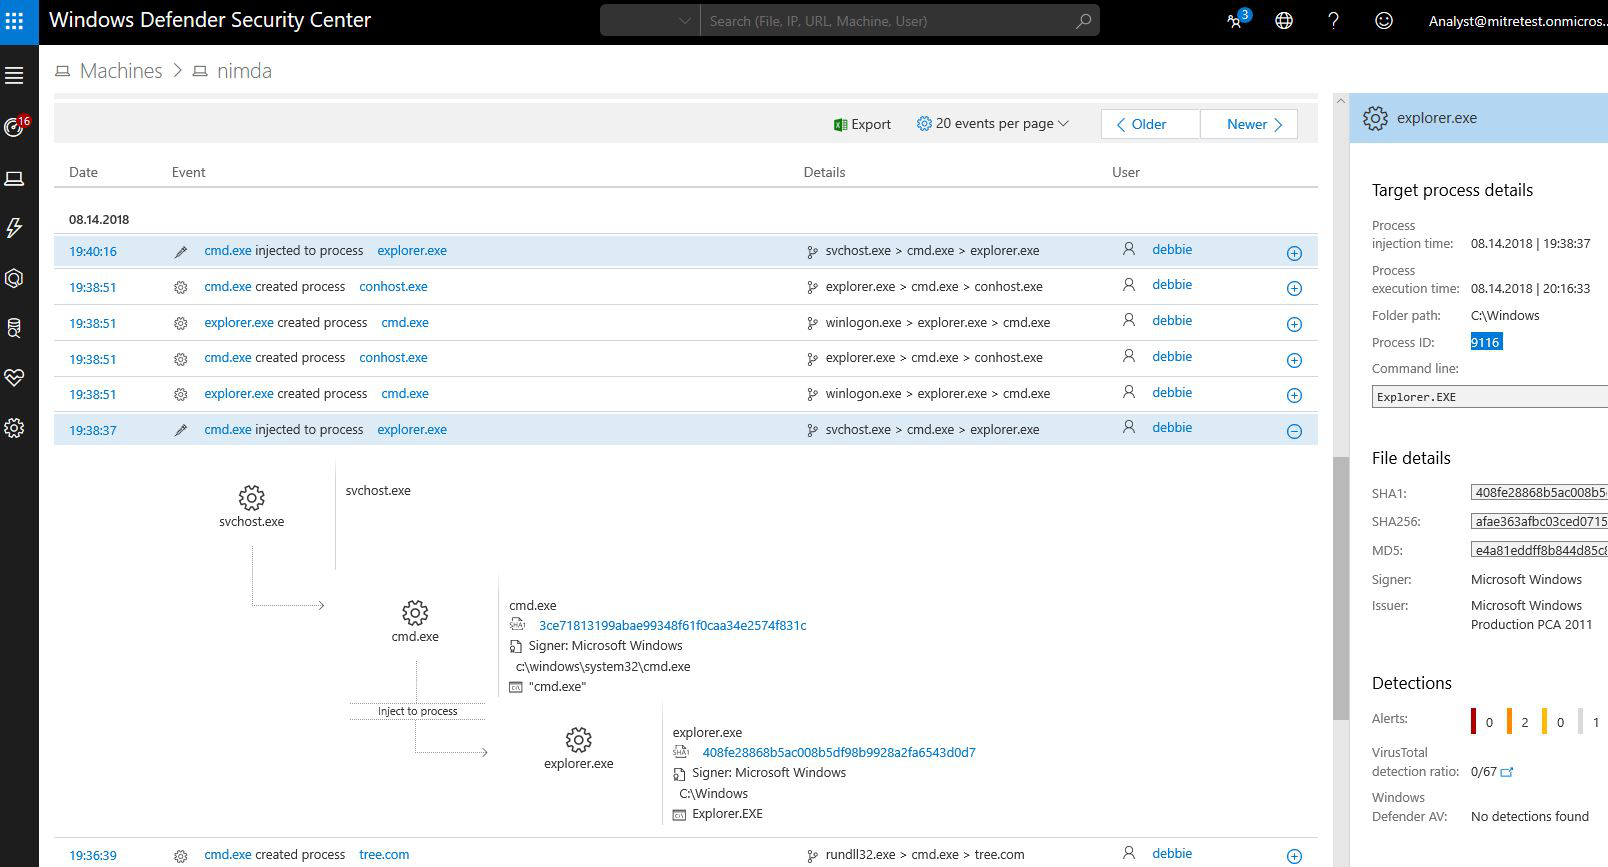 Windows Defender Security Center
Search (File, IP, URL, Machine, User)
3
Analyst@mitretest.onmicros...
Machines > nimda
16
Export
20 events per page
Older
Newer
Date Event Details User
08.14.2018
19:40:16 cmd.exe injected to process explorer.exe svchost.exe > cmd.exe > explorer.exe debbie
19:38:51 cmd.exe created process conhost.exe explorer.exe > cmd.exe > conhost.exe debbie
19:38:51 explorer.exe created process cmd.exe winlogon.exe > explorer.exe > cmd.exe debbie
19:38:51 cmd.exe created process conhost.exe explorer.exe > cmd.exe > conhost.exe debbie
19:38:51 explorer.exe created process cmd.exe winlogon.exe > explorer.exe > cmd.exe debbie
19:38:37 cmd.exe injected to process explorer.exe svchost.exe > cmd.exe > explorer.exe debbie
svchost.exe
svchost.exe
cmd.exe
cmd.exe
SHA1 3ce71813199abae99348f61f0caa34e2574f831c
Signer: Microsoft Windows
c:\windows\system32\cmd.exe
"cmd.exe"
Inject to process
explorer.exe
explorer.exe
SHA1 408fe28868b5ac008b5df98b9928a2fa6543d0d7
Signer: Microsoft Windows
C:\Windows
Explorer.EXE
19:36:39 cmd.exe created process tree.com rundll32.exe > cmd.exe > tree.com debbie
explorer.exe
Target process details
Process
injection time: 08.14.2018 | 19:38:37
Process
execution time: 08.14.2018 | 20:16:33
Folder path: C:\Windows
Process ID: 9116
Command line:
Explorer.EXE
File details
SHA1: 408fe28868b5ac008b5
SHA256: afae363afbc03ced0715
MD5: e4a81eddff8b844d85c8
Signer: Microsoft Windows
Issuer: Microsoft Windows
Production PCA 2011
Detections
Alerts: 0 2 0 1
VirusTotal
detection ratio: 0/67
Windows
Defender AV: No detections found